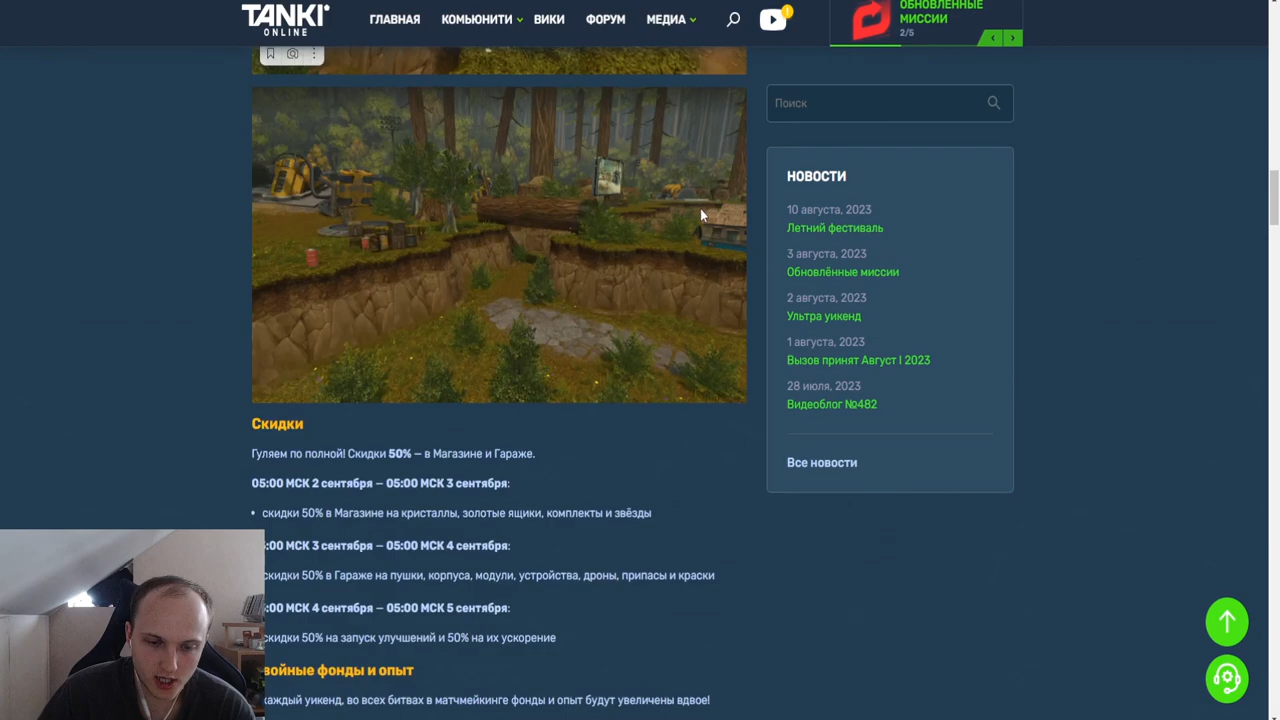 TANKI
ONLINE
ГЛАВНАЯ
КОМЬЮНИТИ
ВИКИ
ФОРУМ
МЕДИА
ОБНОВЛЁННЫЕ
МИССИИ
2/5
Поиск
НОВОСТИ
10 августа, 2023
Летний фестиваль
3 августа, 2023
Обновлённые миссии
2 августа, 2023
Ультра уикенд
1 августа, 2023
Вызов принят Август I 2023
28 июля, 2023
Видеоблог №482
Все новости
Скидки
Гуляем по полной! Скидки 50% – в Магазине и Гараже.
05:00 МСК 2 сентября – 05:00 МСК 3 сентября:
• скидки 50% в Магазине на кристаллы, золотые ящики, комплекты и звёзды
:00 МСК 3 сентября – 05:00 МСК 4 сентября:
скидки 50% в Гараже на пушки, корпуса, модули, устройства, дроны, припасы и краски
:00 МСК 4 сентября – 05:00 МСК 5 сентября:
скидки 50% на запуск улучшений и 50% на их ускорение
войные фонды и опыт
каждый уикенд, во всех битвах в матчмейкинге фонды и опыт будут увеличены вдвое!